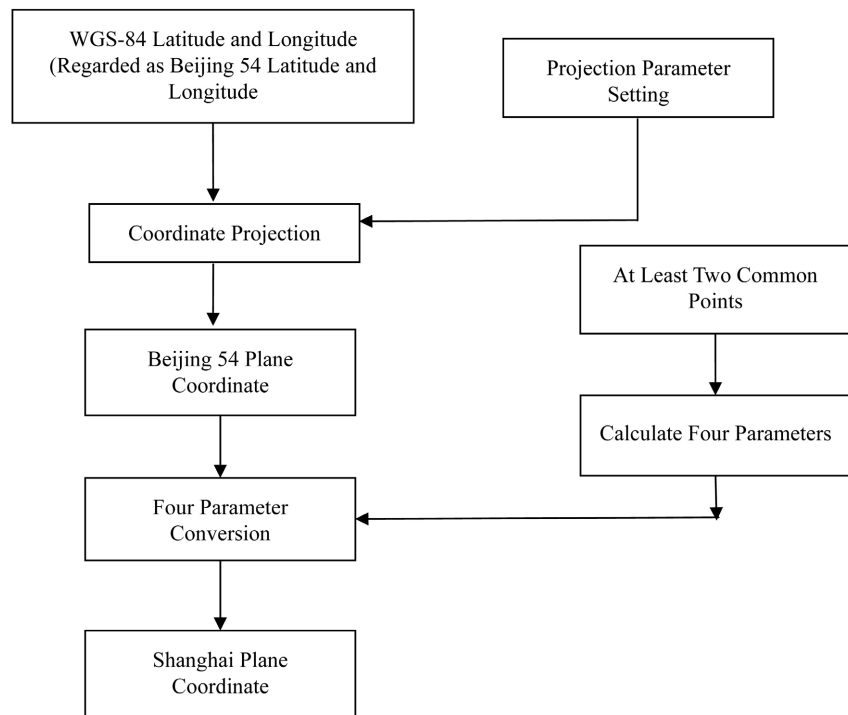 WGS-84 Latitude and Longitude
(Regarded as Beijing 54 Latitude and
Longitude
Projection Parameter
Setting
Coordinate Projection
At Least Two Common
Points
Beijing 54 Plane
Coordinate
Calculate Four Parameters
Four Parameter
Conversion
Shanghai Plane
Coordinate